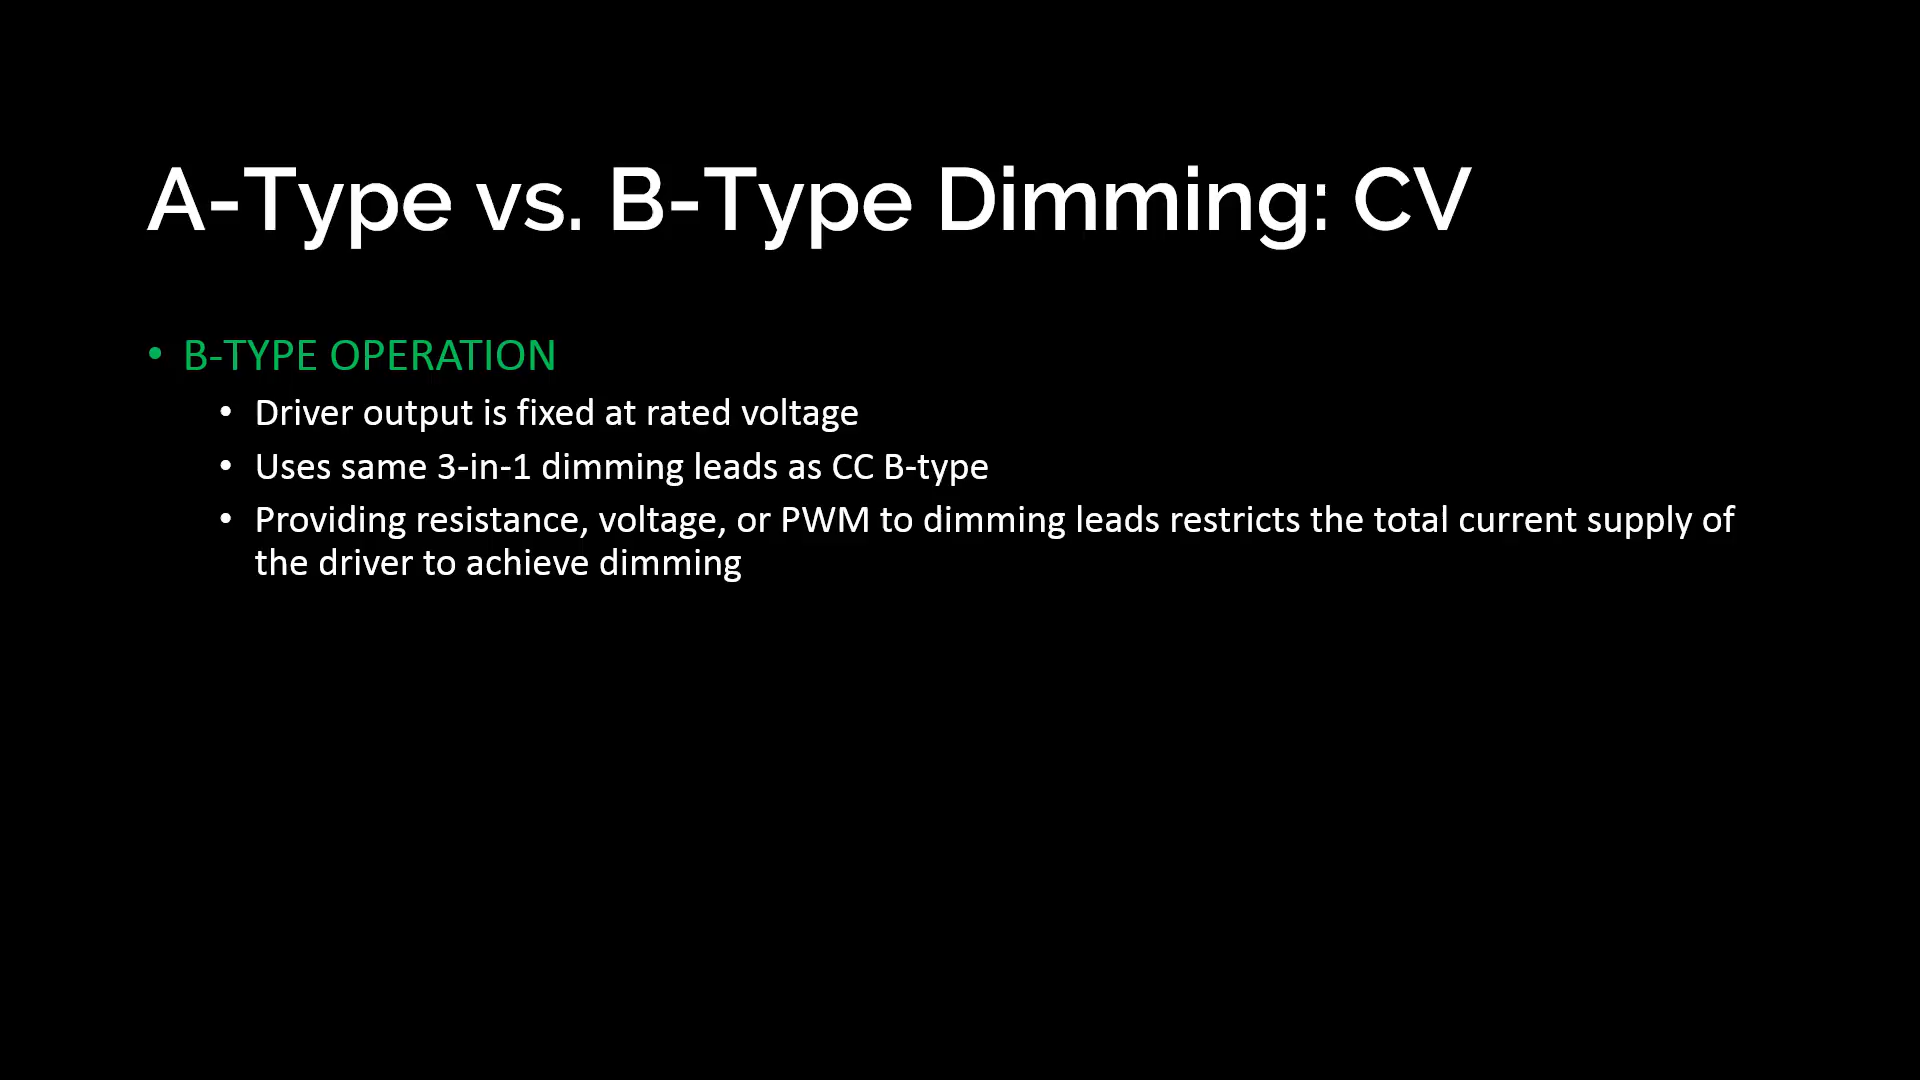 A-Type vs. B-Type Dimming: CV
• B-TYPE OPERATION
• Driver output is fixed at rated voltage
• Uses same 3-in-1 dimming leads as CC B-type
• Providing resistance, voltage, or PWM to dimming leads restricts the total current supply of
the driver to achieve dimming